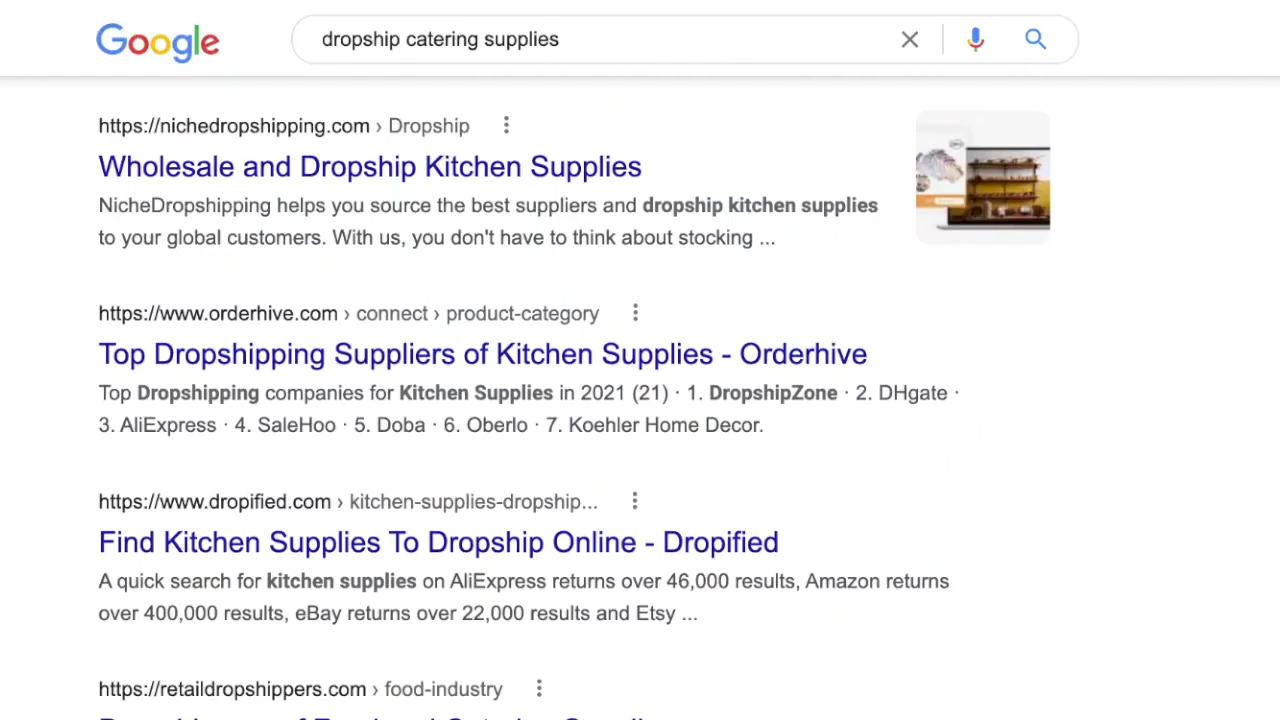 Google
dropship catering supplies
https://nichedropshipping.com › Dropship
Wholesale and Dropship Kitchen Supplies
NicheDropshipping helps you source the best suppliers and dropship kitchen supplies
to your global customers. With us, you don't have to think about stocking ...
https://www.orderhive.com › connect › product-category
Top Dropshipping Suppliers of Kitchen Supplies - Orderhive
Top Dropshipping companies for Kitchen Supplies in 2021 (21) · 1. DropshipZone · 2. DHgate ·
3. AliExpress · 4. SaleHoo · 5. Doba · 6. Oberlo · 7. Koehler Home Decor.
https://www.dropified.com › kitchen-supplies-dropship...
Find Kitchen Supplies To Dropship Online - Dropified
A quick search for kitchen supplies on AliExpress returns over 46,000 results, Amazon returns
over 400,000 results, eBay returns over 22,000 results and Etsy ...
https://retaildropshippers.com › food-industry